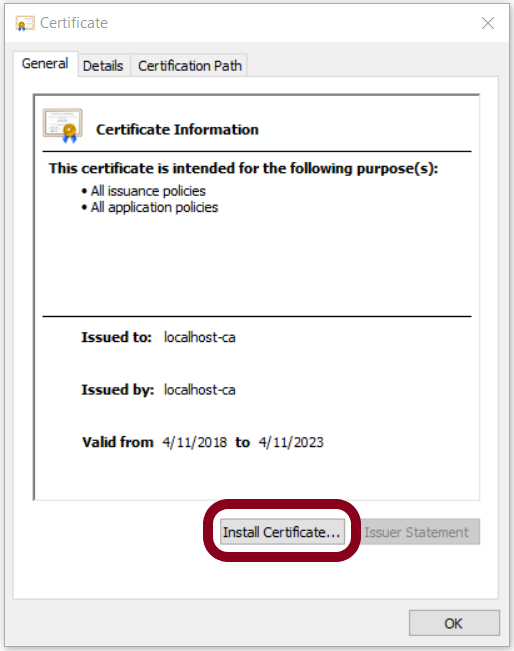 Certificate
General Details Certification Path
Certificate Information
This certificate is intended for the following purpose(s):
• All issuance policies
• All application policies
Issued to: localhost-ca
Issued by: localhost-ca
Valid from 4/11/2018 to 4/11/2023
Install Certificate... Issuer Statement
OK